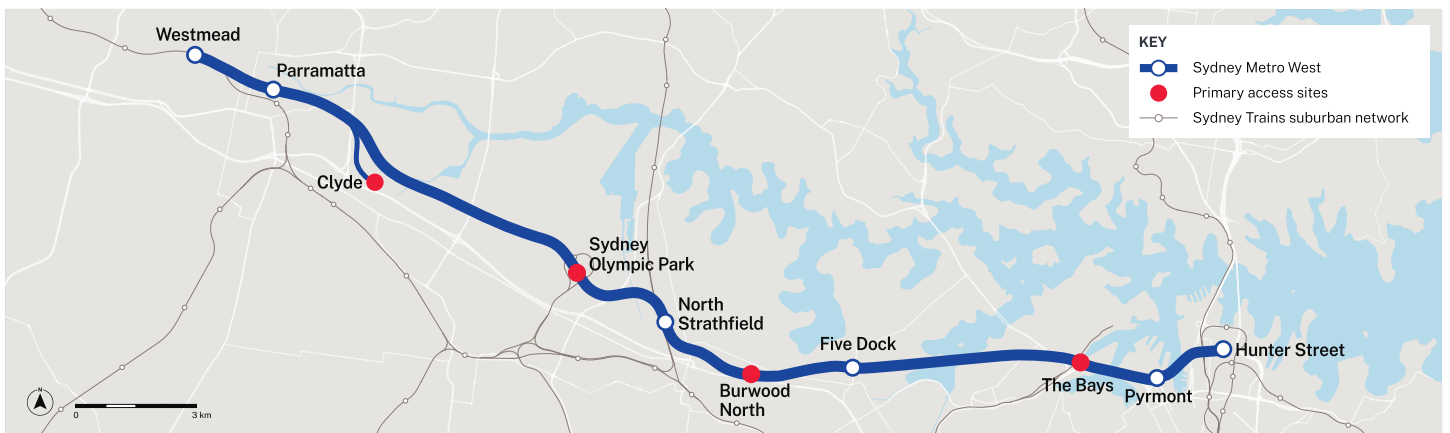 Westmead
Parramatta
Clyde
Sydney
Olympic Park
North
Strathfield
Burwood
North
Five Dock
The Bays
Pyrmont
Hunter Street
KEY
Sydney Metro West
Primary access sites
Sydney Trains suburban network
N
0
3 km